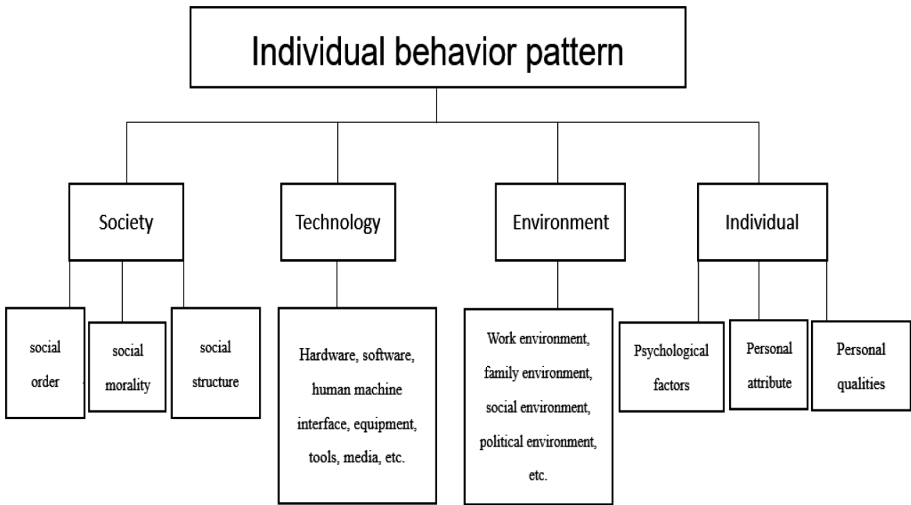 Individual behavior pattern
Society
Technology
Environment
Individual
social
order
social
morality
social
structure
Hardware, software,
human machine
interface, equipment,
tools, media, etc.
Work environment,
family environment,
social environment,
political environment,
etc.
Psychological
factors
Personal
attribute
Personal
qualities